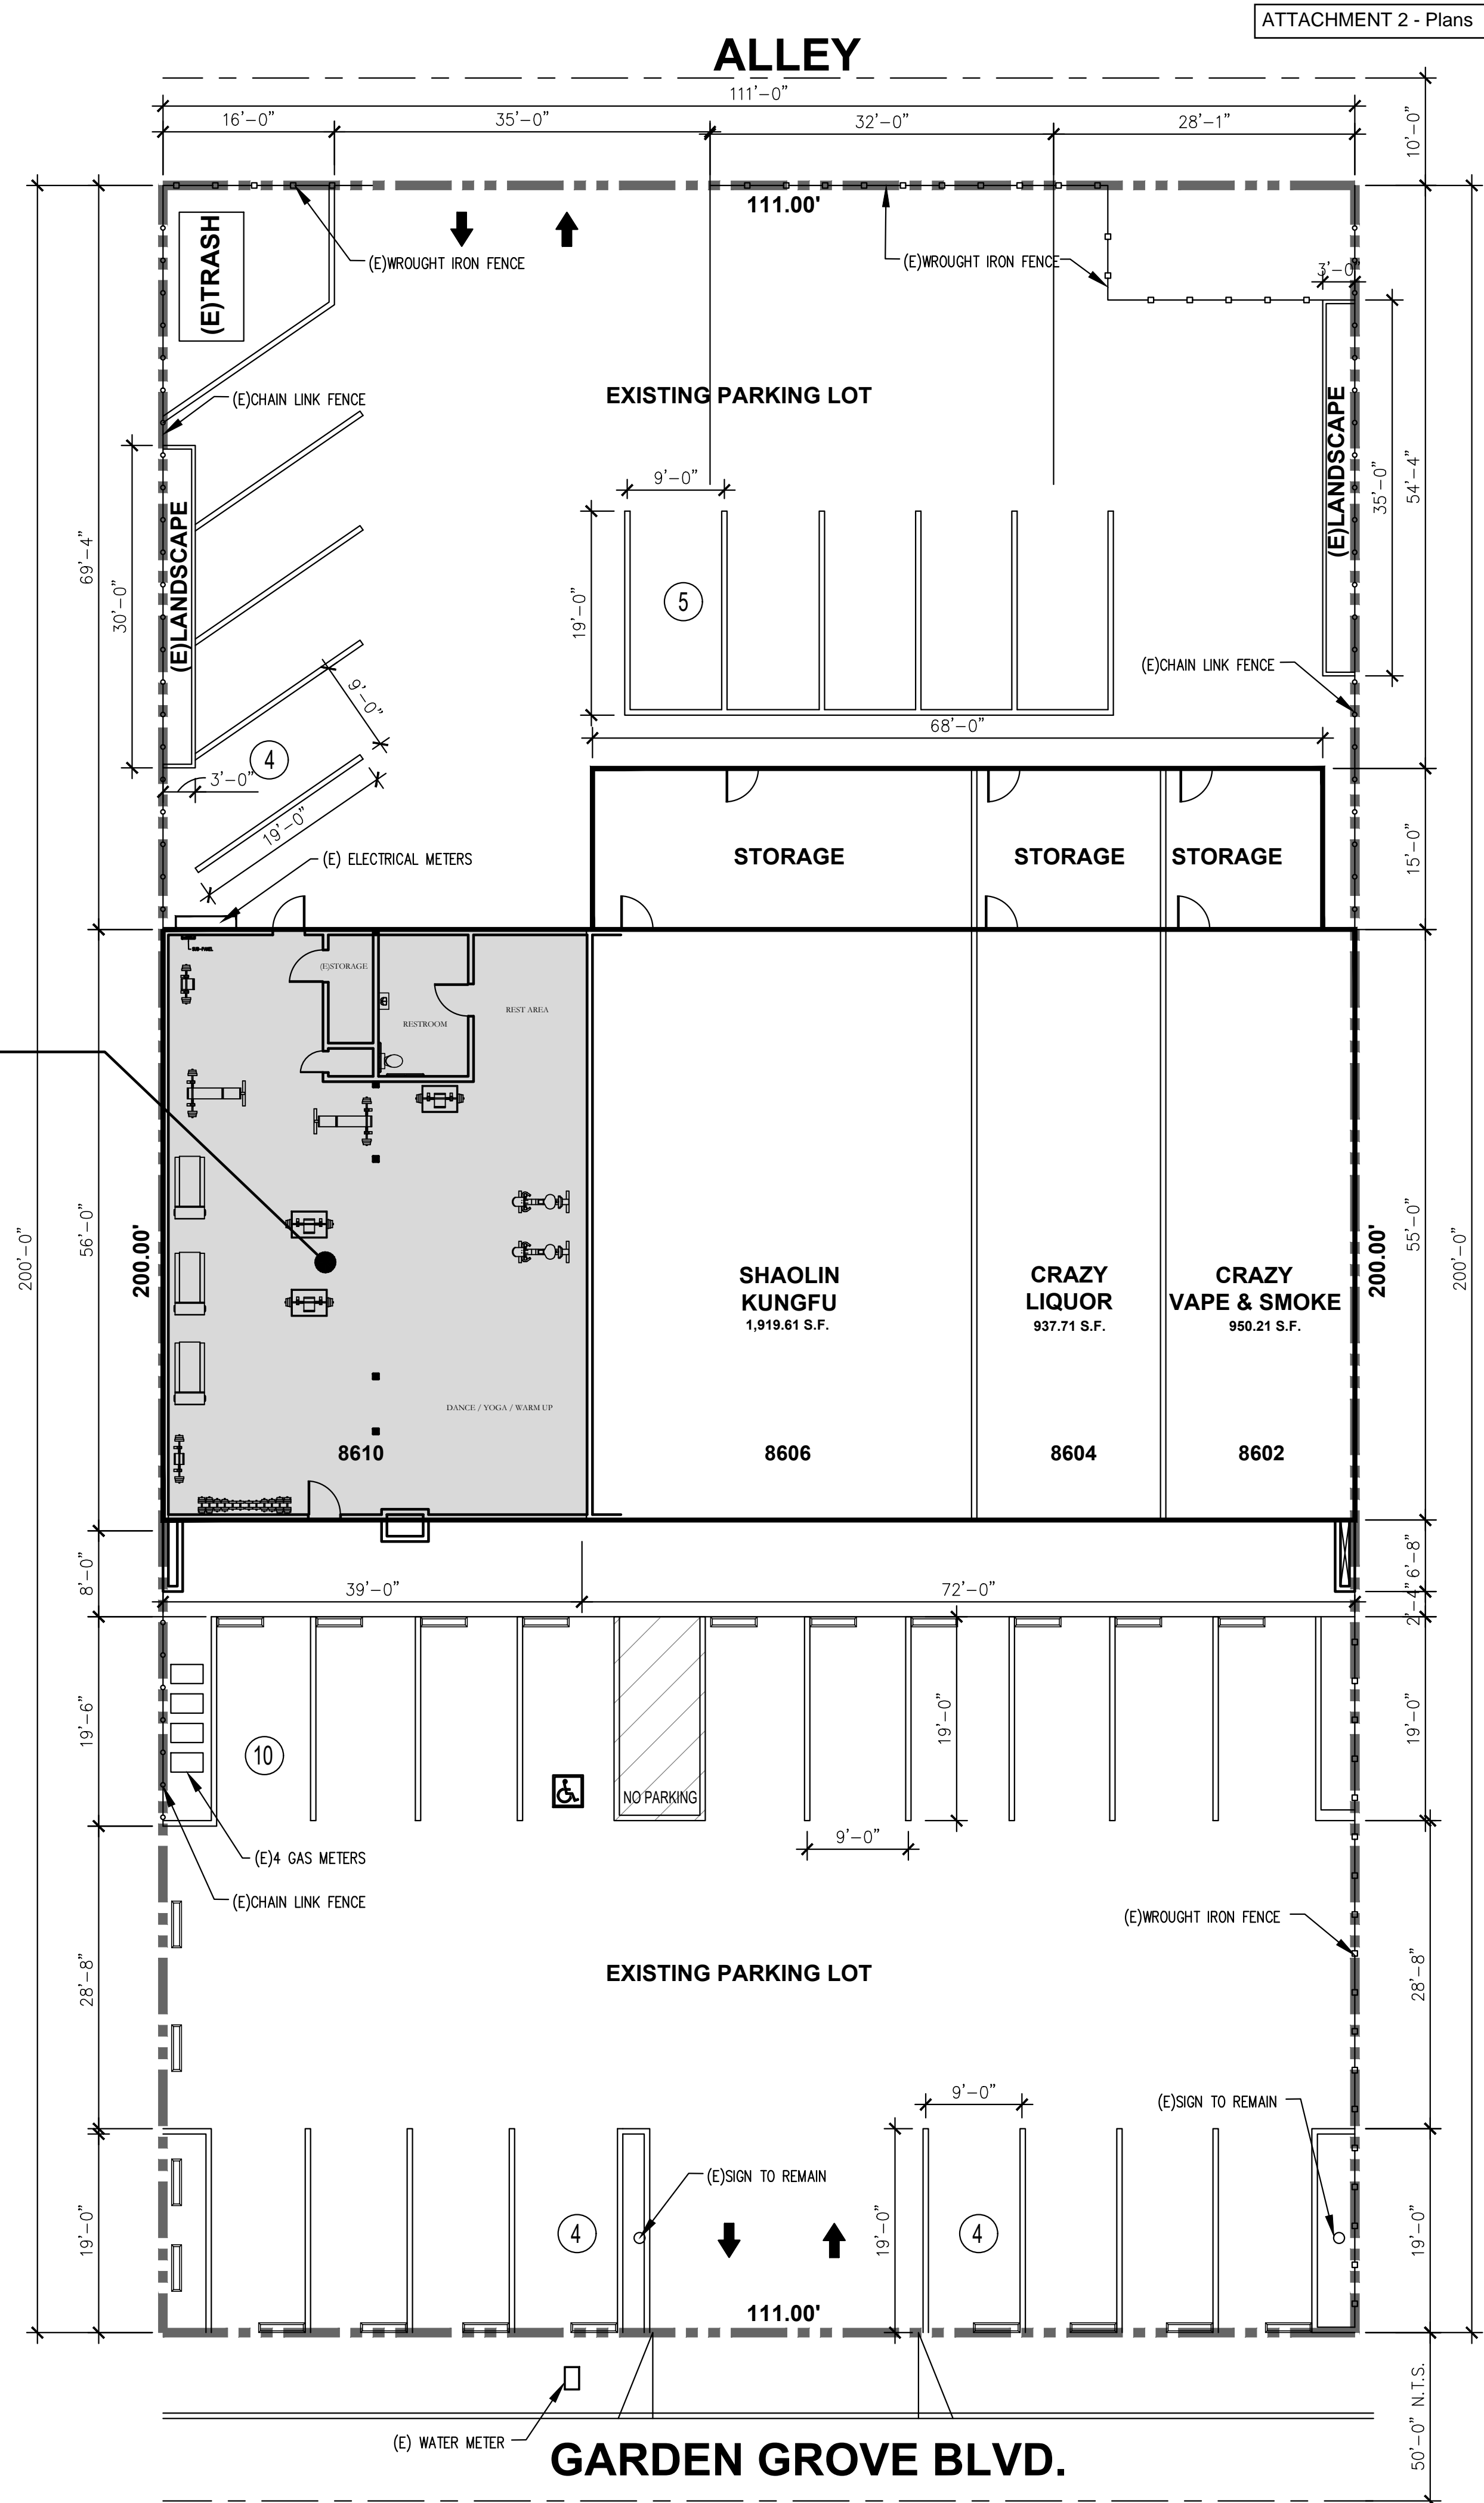 ATTACHMENT 2 - Plans
ALLEY
111'-0"
16'-0"
35'-0"
32'-0"
28'-1"
10'-0"
111.00'
(E)TRASH
(E)WROUGHT IRON FENCE
(E)WROUGHT IRON FENCE
3'-0"
(E)CHAIN LINK FENCE
EXISTING PARKING LOT
(E)LANDSCAPE
(E)LANDSCAPE
9'-0"
35'-0"
54'-4"
69'-4"
30'-0"
19'-0"
5
(E)CHAIN LINK FENCE
9'-0"
68'-0"
4
3'-0"
19'-0"
(E) ELECTRICAL METERS
STORAGE
STORAGE
STORAGE
15'-0"
(E)STORAGE
RESTROOM
REST AREA
200'-0"
56'-0"
200.00'
SHAOLIN
KUNGFU
1,919.61 S.F.
CRAZY
LIQUOR
937.71 S.F.
CRAZY
VAPE & SMOKE
950.21 S.F.
200.00'
55'-0"
200'-0"
DANCE / YOGA / WARM UP
8610
8606
8604
8602
8'-0"
39'-0"
72'-0"
6'-8"
2'-4"
19'-6"
10
NO PARKING
19'-0"
19'-0"
9'-0"
(E)4 GAS METERS
(E)CHAIN LINK FENCE
(E)WROUGHT IRON FENCE
28'-8"
EXISTING PARKING LOT
28'-8"
9'-0"
(E)SIGN TO REMAIN
(E)SIGN TO REMAIN
19'-0"
4
19'-0"
4
19'-0"
111.00'
(E) WATER METER
GARDEN GROVE BLVD.
50'-0" N.T.S.